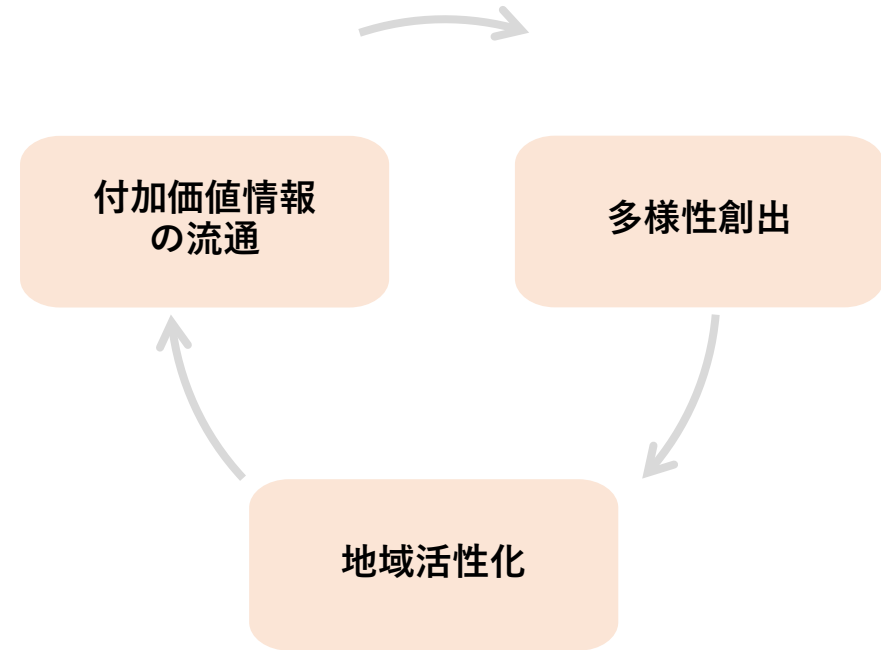 付加価値情報
の流通
多様性創出
地域活性化